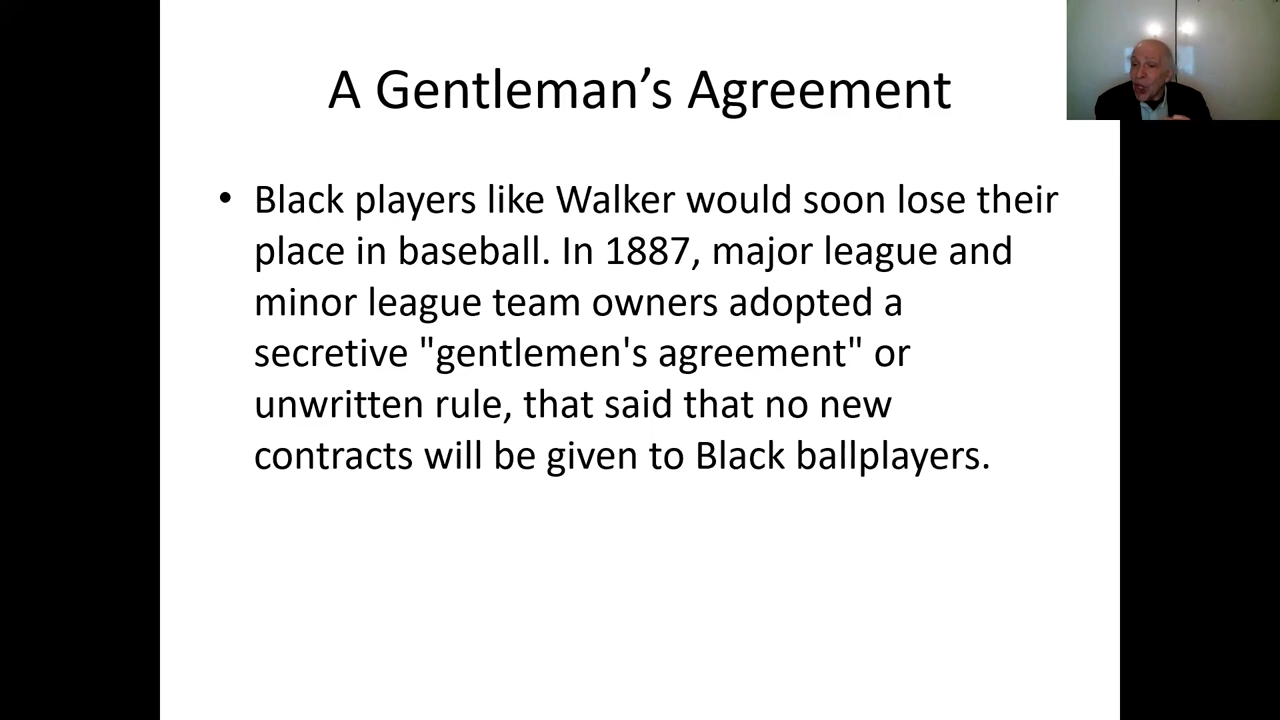 A Gentleman’s Agreement
• Black players like Walker would soon lose their
place in baseball. In 1887, major league and
minor league team owners adopted a
secretive "gentlemen's agreement" or
unwritten rule, that said that no new
contracts will be given to Black ballplayers.